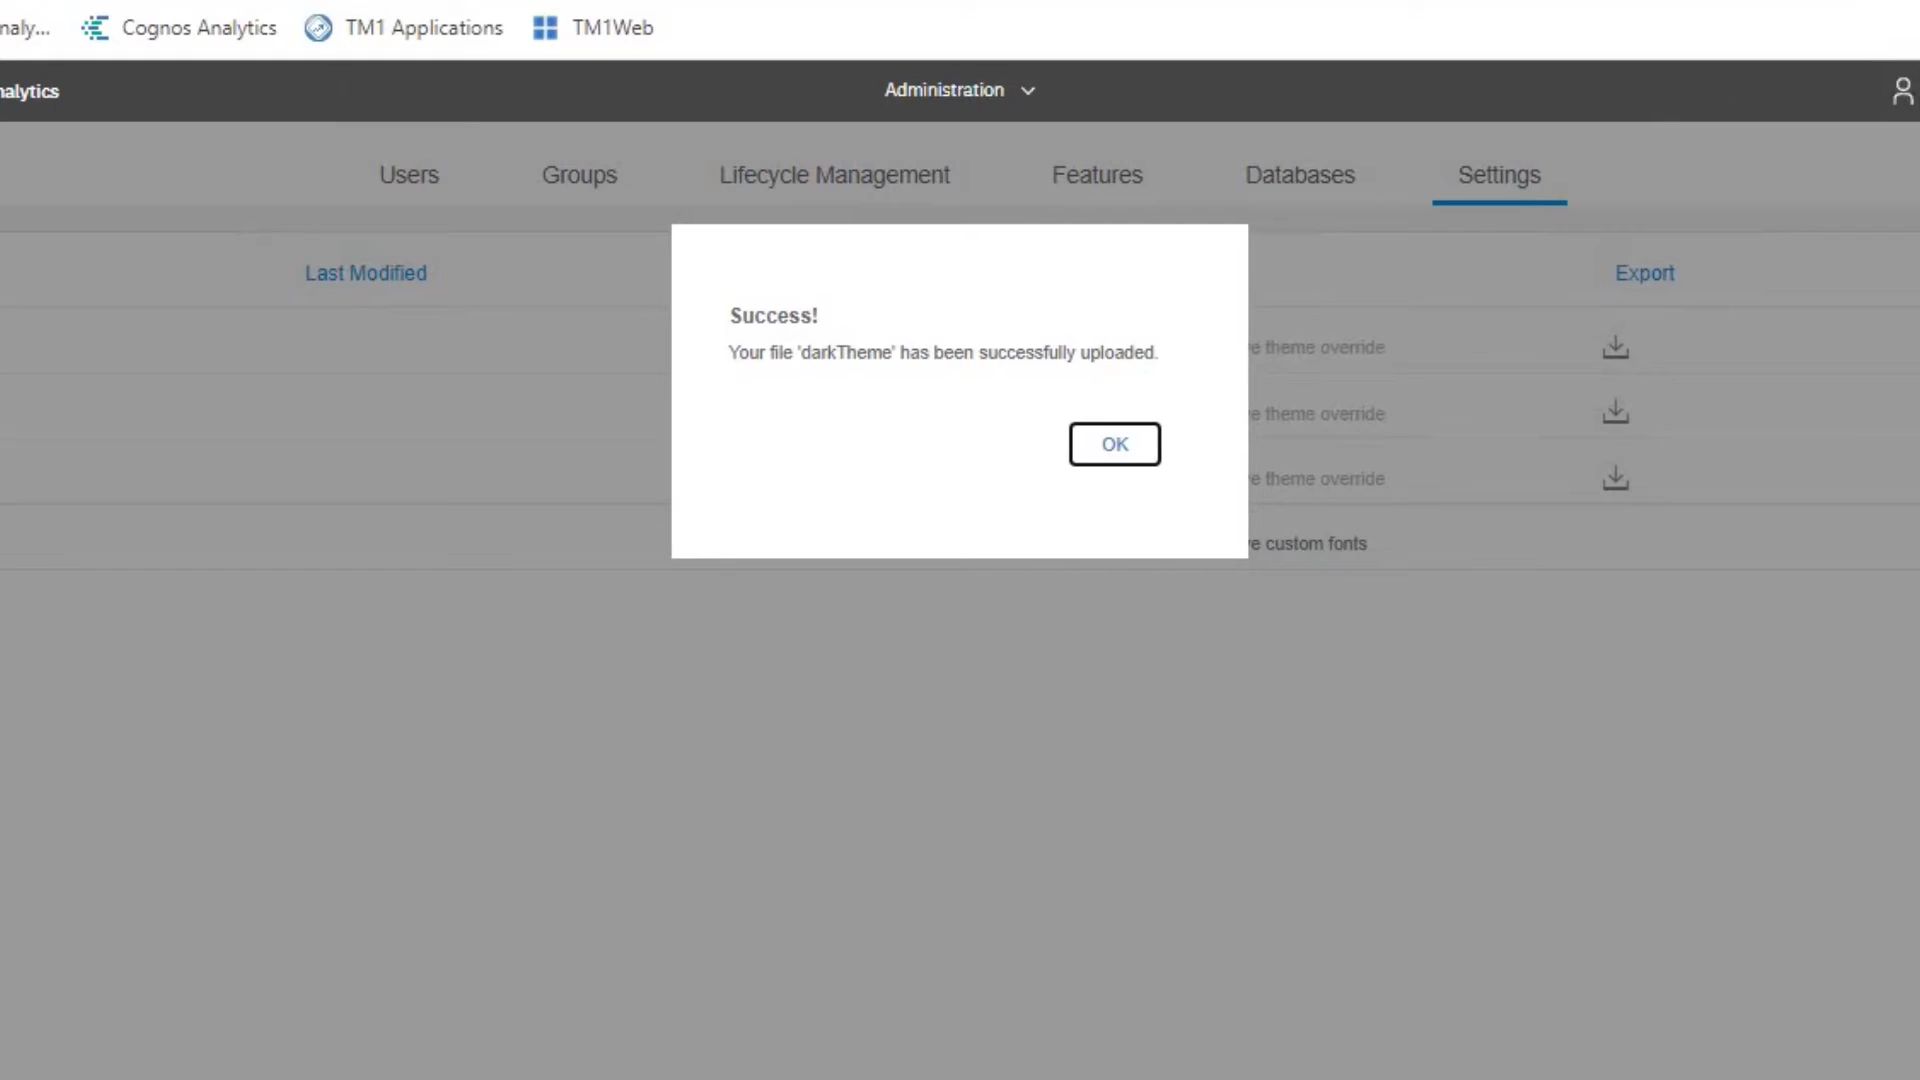 naly... Cognos Analytics TM1 Applications TM1Web
nalytics Administration
Users Groups Lifecycle Management Features Databases Settings
Last Modified Export
Success!
Your file 'darkTheme' has been successfully uploaded.
e theme override
OK
e theme override
e theme override
e custom fonts